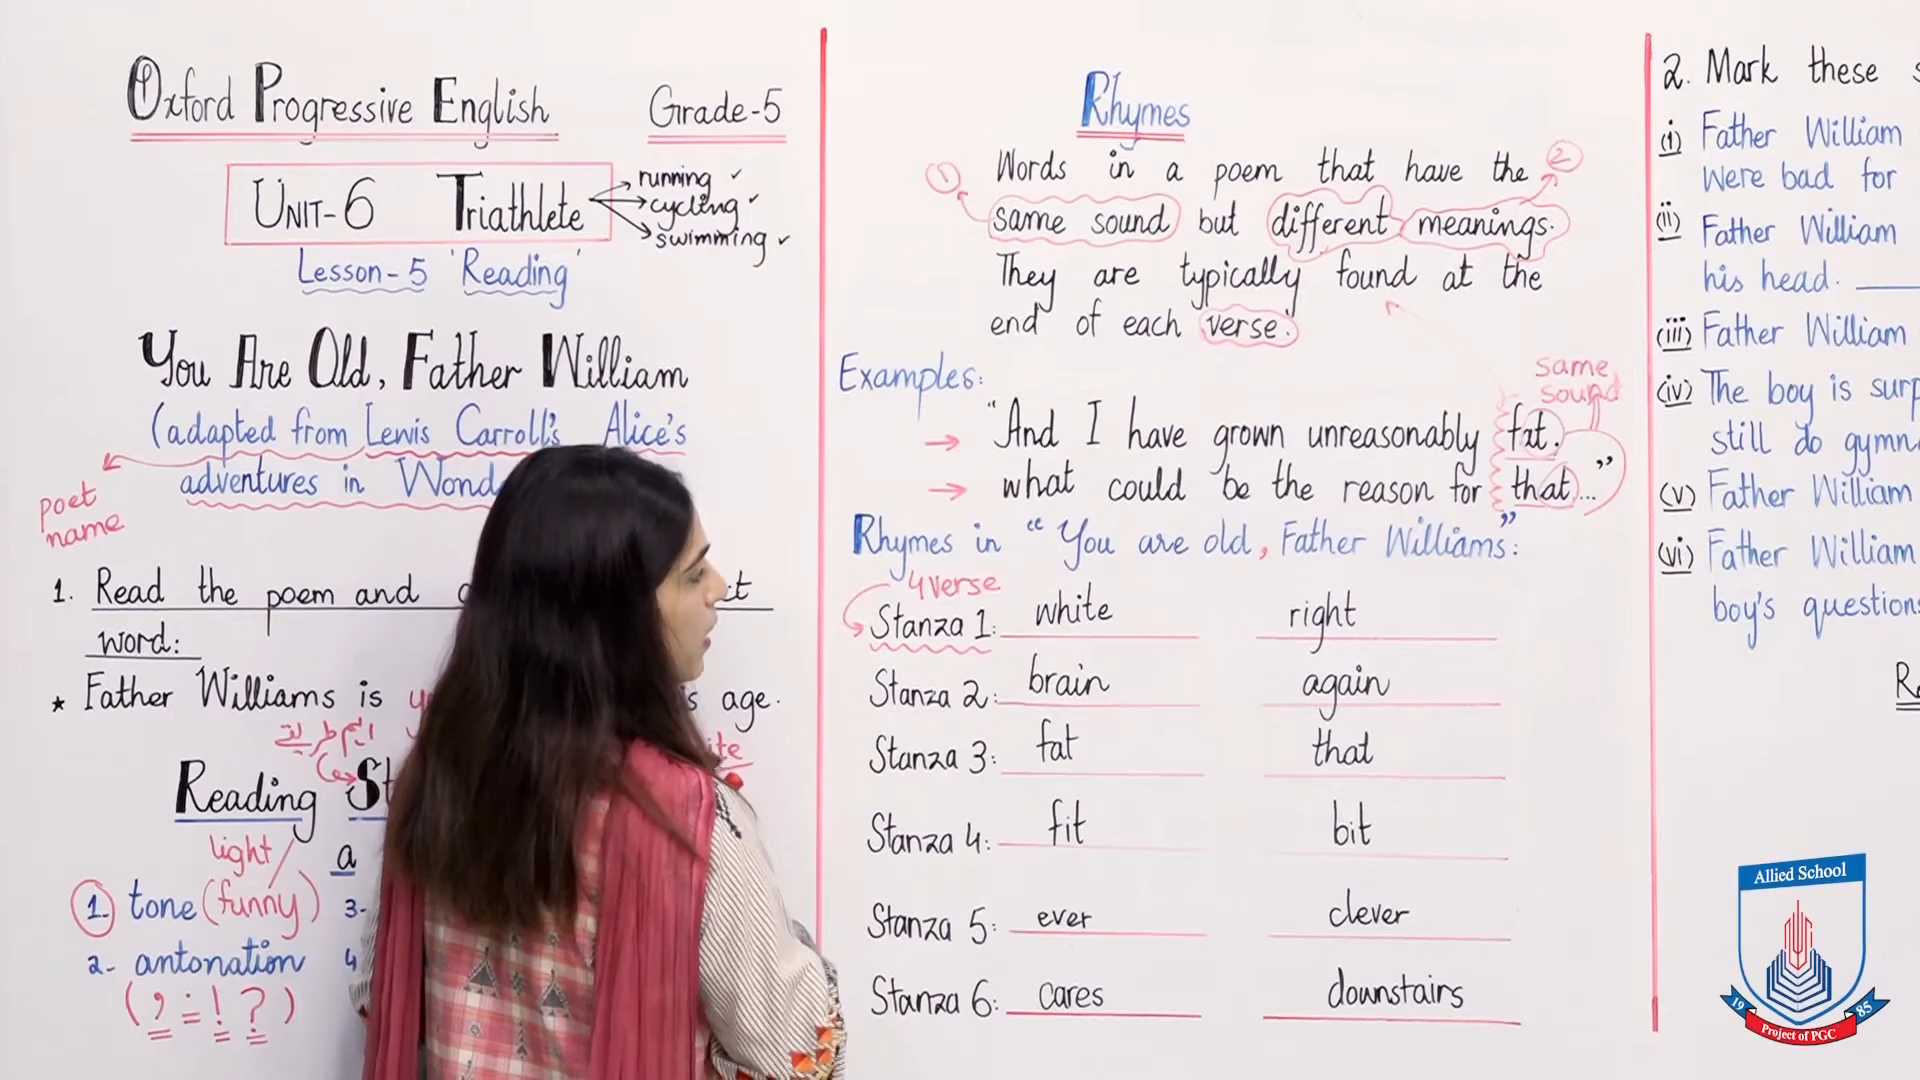 Oxford Progressive English Grade-5
UNIT-6 Triathlete
running ✓
cycling ✓
swimming ✓
Lesson-5 'Reading'
You Are Old, Father William
(adapted from Lewis Carroll's Alice's
adventures in Wond
poet
name
1. Read the poem and
word:
★ Father Williams is
age.
Reading
light
1. tone (funny)
2- antonation
( , : ! ? )
a
3-
4
Rhymes
Words in a poem that have the
same sound but different meanings.
They are typically found at the
end of each verse.
1
2
Examples:
same
sound
→ "And I have grown unreasonably fat.
→ what could be the reason for that..."
Rhymes in "You are old, Father Williams":
4 verse
Stanza 1: white right
Stanza 2: brain again
Stanza 3: fat that
Stanza 4: fit bit
Stanza 5: ever clever
Stanza 6: cares downstairs
2. Mark these
(i) Father William
were bad for
(ii) Father William
his head.
(iii) Father William
(iv) The boy is surp
still do gymn
(v) Father William
(vi) Father William
boy's questions
Allied School
19 85
Project of PGC